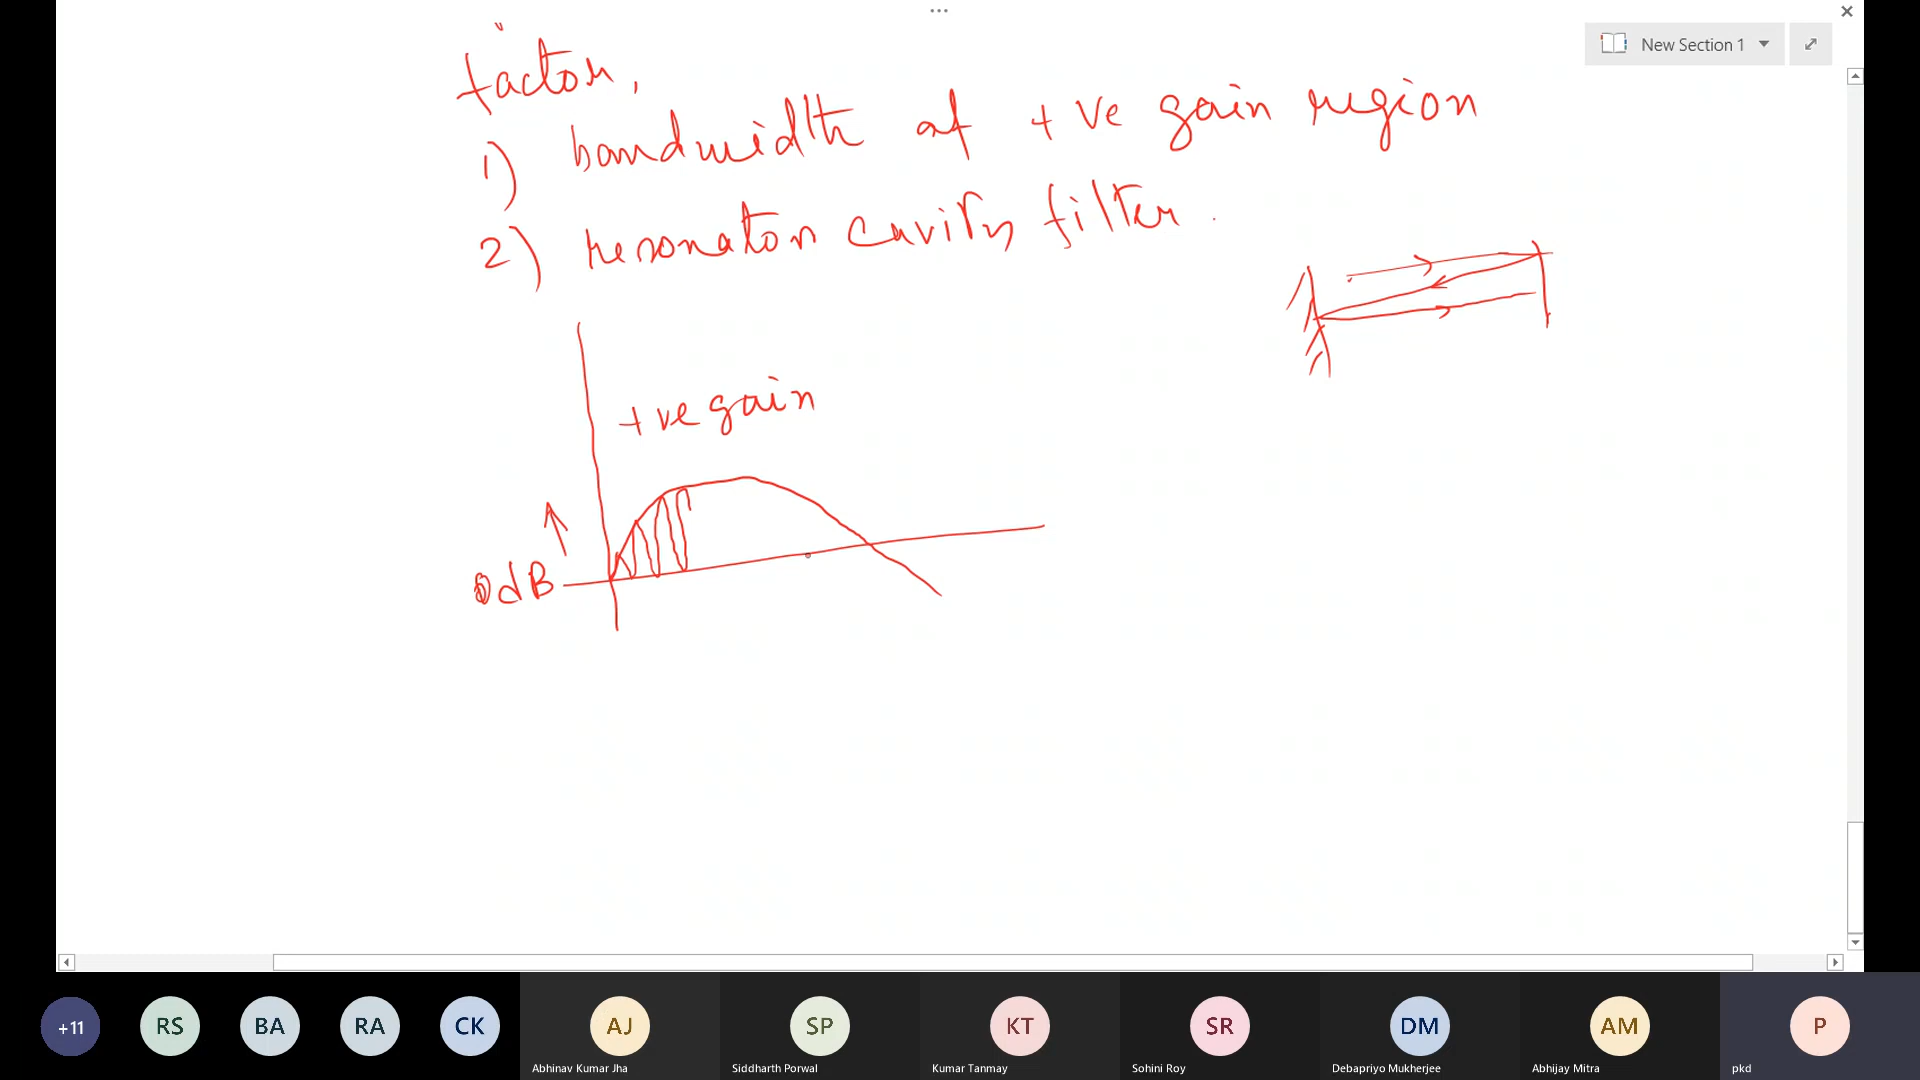 factor,
1) bandwidth of +ve gain region
2) resonator cavity filter.
+ve gain
0dB
New Section 1
+11
RS
BA
RA
CK
AJ
SP
KT
SR
DM
AM
P
Abhinav Kumar Jha
Siddharth Porwal
Kumar Tanmay
Sohini Roy
Debapriyo Mukherjee
Abhijay Mitra
pkd